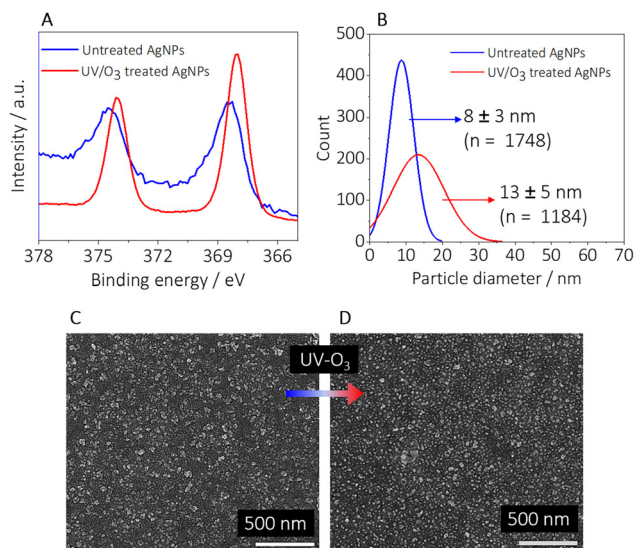 A
Untreated AgNPs
UV/O₃ treated AgNPs
Intensity / a.u.
378 375 372 369 366
Binding energy / eV
B
Untreated AgNPs
UV/O₃ treated AgNPs
500
400
300
200
100
0
Count
8 ± 3 nm
(n = 1748)
13 ± 5 nm
(n = 1184)
0 10 20 30 40 50 60 70
Particle diameter / nm
C
D
UV-O₃
500 nm
500 nm